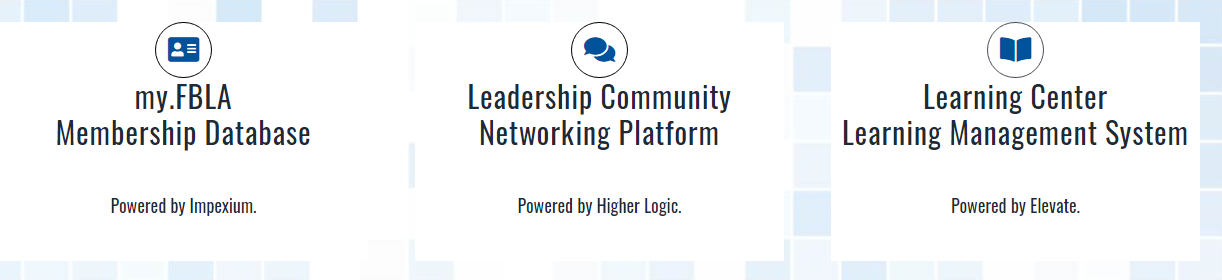 my.FBLA
Membership Database
Powered by Impexium.
Leadership Community
Networking Platform
Powered by Higher Logic.
Learning Center
Learning Management System
Powered by Elevate.